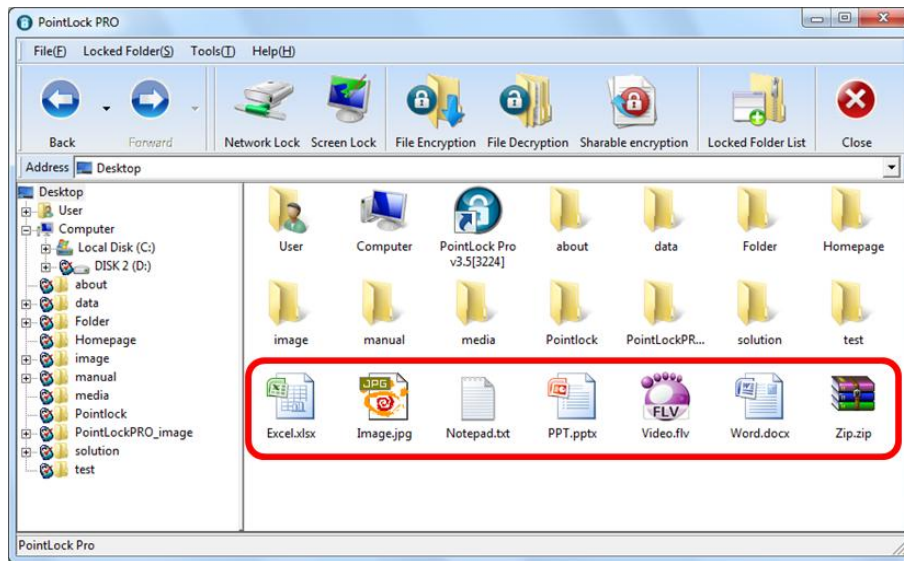 PointLock PRO
File(F) Locked Folder(S) Tools(T) Help(H)
Back Forward Network Lock Screen Lock File Encryption File Decryption Sharable encryption Locked Folder List Close
Address Desktop
Desktop
User
Computer
Local Disk (C:)
DISK 2 (D:)
about
data
Folder
Homepage
image
manual
media
Pointlock
PointLockPRO_image
solution
test
User Computer PointLock Pro about data Folder Homepage
v3.5[3224]
image manual media Pointlock PointLockPR... solution test
JPG
FLV
Excel.xlsx Image.jpg Notepad.txt PPT.pptx Video.flv Word.docx Zip.zip
PointLock Pro